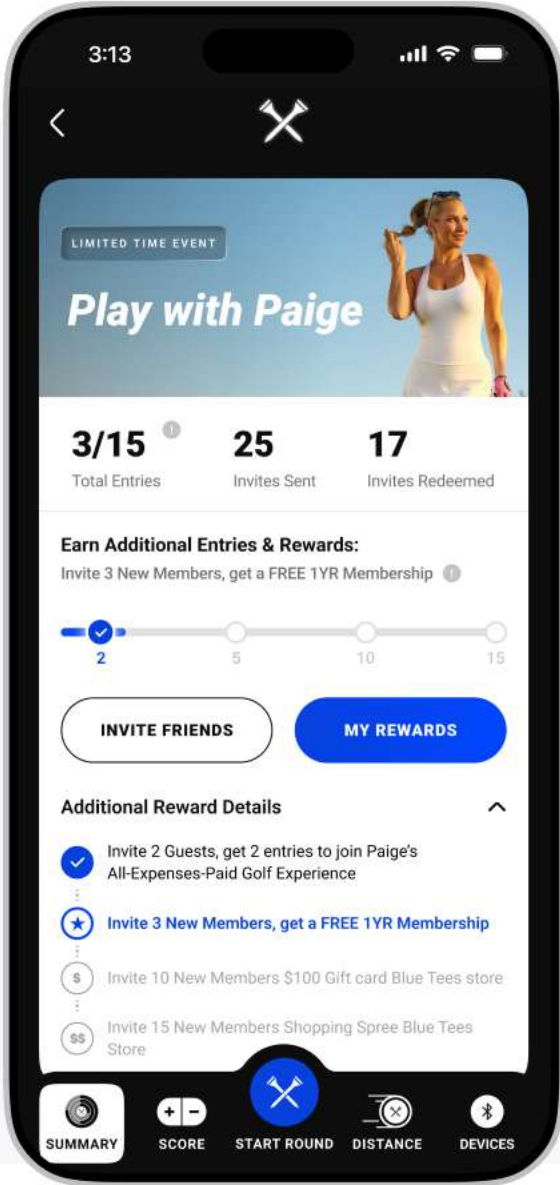 3:13
LIMITED TIME EVENT
Play with Paige
3/15
25
17
Total Entries
Invites Sent
Invites Redeemed
Earn Additional Entries & Rewards:
Invite 3 New Members, get a FREE 1YR Membership
2
5
10
15
INVITE FRIENDS
MY REWARDS
Additional Reward Details
Invite 2 Guests, get 2 entries to join Paige's
All-Expenses-Paid Golf Experience
Invite 3 New Members, get a FREE 1YR Membership
$
Invite 10 New Members $100 Gift card Blue Tees store
$$
Invite 15 New Members Shopping Spree Blue Tees
Store
SUMMARY
SCORE
START ROUND
DISTANCE
DEVICES